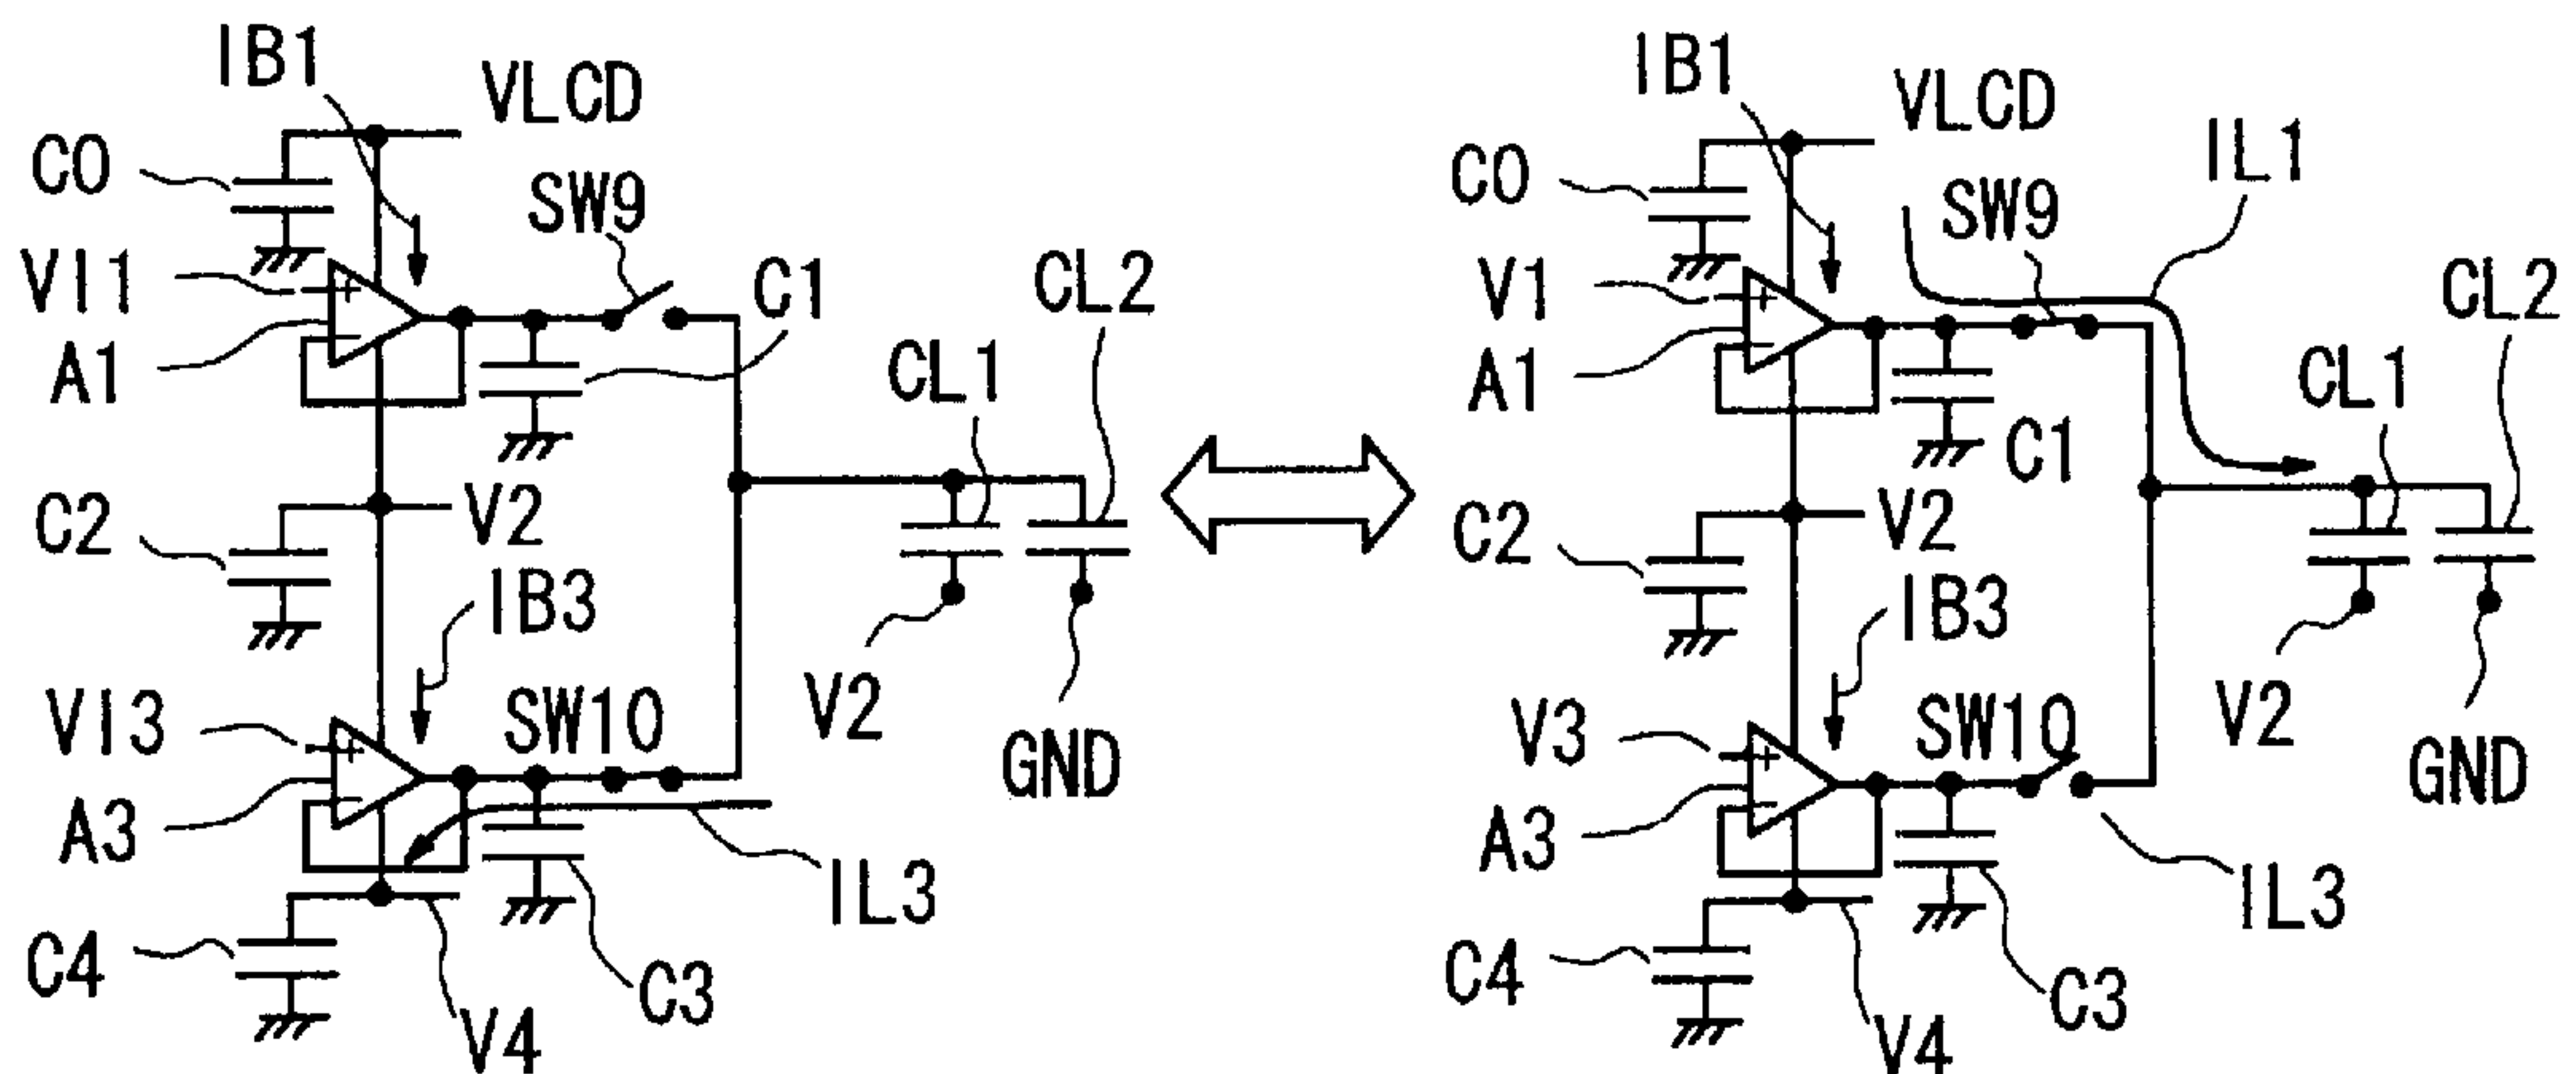 IB1
VLCD
C0
SW9
VI1
C1
CL2
A1
CL1
C2
V2
IB3
VI3
SW10
V2
GND
A3
IL3
C4
C3
V4
IB1
VLCD
IL1
C0
SW9
V1
CL2
A1
CL1
C1
C2
V2
IB3
V3
SW10
V2
GND
A3
IL3
C4
C3
V4